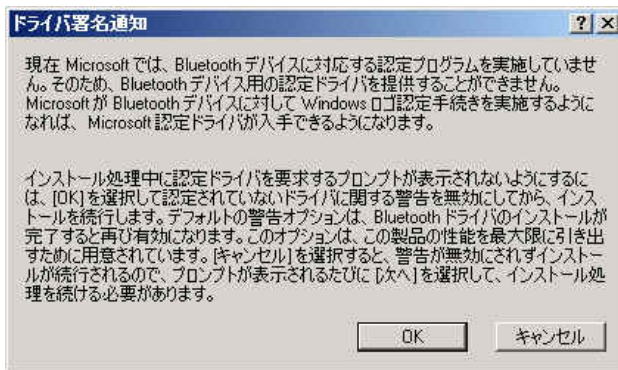 ドライバ署名通知
現在 Microsoft では、Bluetooth デバイスに対応する認定プログラムを実施していませ
ん。そのため、Bluetooth デバイス用の認定ドライバを提供することができません。
Microsoft が Bluetooth デバイスに対して Windows ロゴ認定手続きを実施するように
なれば、Microsoft 認定ドライバが入手できるようになります。
インストール処理中に認定ドライバを要求するプロンプトが表示されないようにするに
は、[OK] を選択して認定されていないドライバに関する警告を無効にしてから、インス
トールを続行します。デフォルトの警告オプションは、Bluetooth ドライバのインストールが
完了すると再び有効になります。このオプションは、この製品の性能を最大限に引き出
すために用意されています。[キャンセル] を選択すると、警告が無効にされずインストー
ルが続行されるので、プロンプトが表示されるたびに [次へ] を選択して、インストール処
理を続ける必要があります。
OK
キャンセル